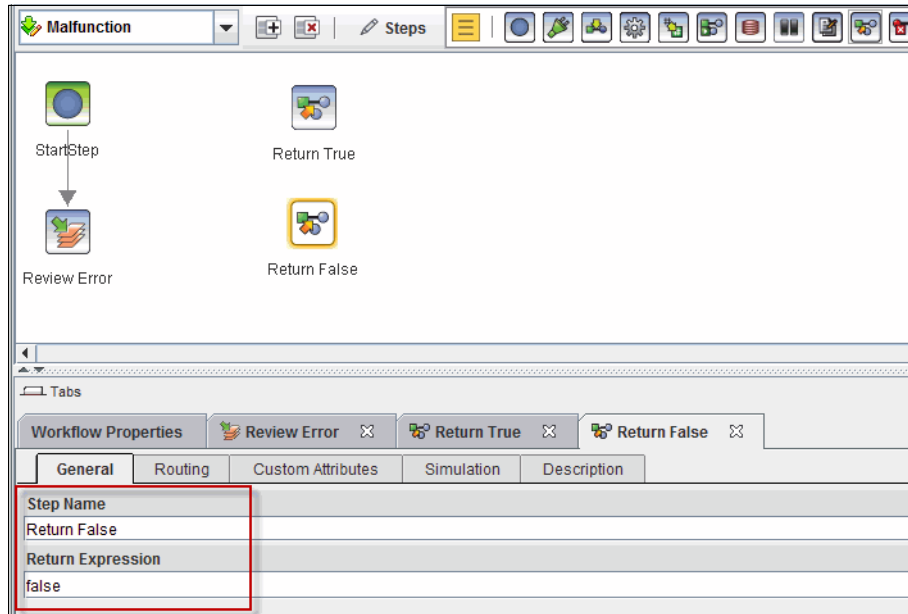 Malfunction
Steps
StartStep
Return True
Review Error
Return False
Tabs
Workflow Properties
Review Error
Return True
Return False
General
Routing
Custom Attributes
Simulation
Description
Step Name
Return False
Return Expression
false